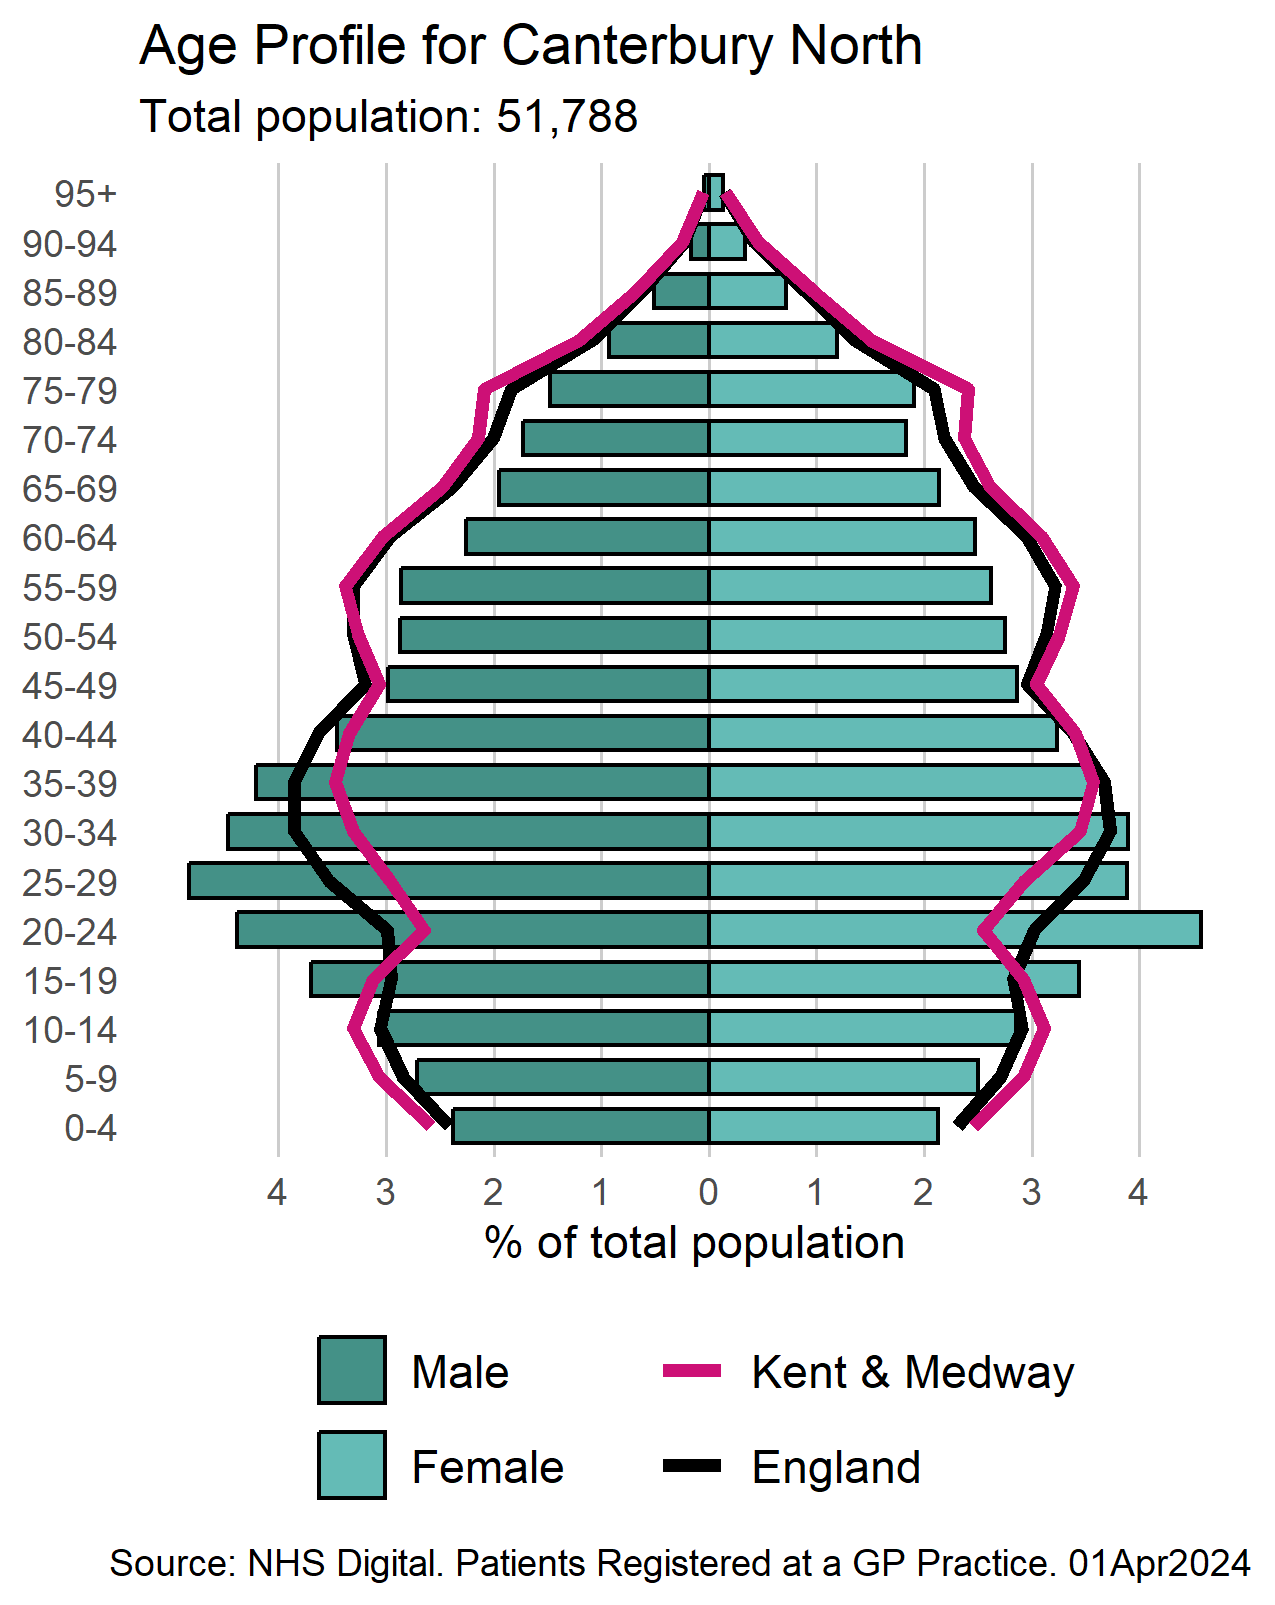 Age Profile for Canterbury North
Total population: 51,788
95+
90-94
85-89
80-84
75-79
70-74
65-69
60-64
55-59
50-54
45-49
40-44
35-39
30-34
25-29
20-24
15-19
10-14
5-9
0-4
4 3 2 1 0 1 2 3 4
% of total population
Male Kent & Medway
Female England
Source: NHS Digital. Patients Registered at a GP Practice. 01Apr2024